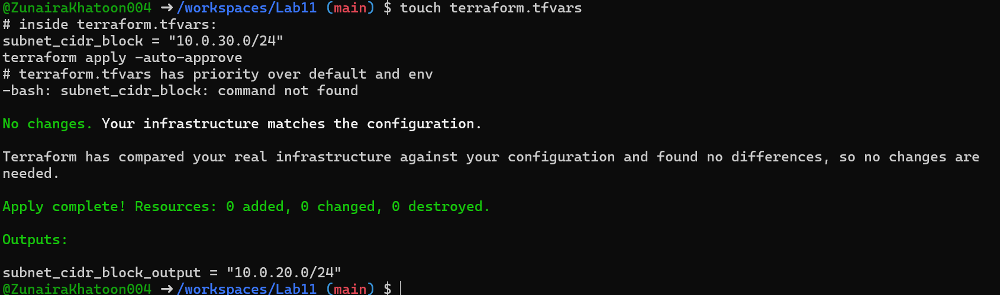 @ZunairaKhatoon004 → /workspaces/Lab11 (main) $ touch terraform.tfvars
# inside terraform.tfvars:
subnet_cidr_block = "10.0.30.0/24"
terraform apply -auto-approve
# terraform.tfvars has priority over default and env
-bash: subnet_cidr_block: command not found
No changes. Your infrastructure matches the configuration.
Terraform has compared your real infrastructure against your configuration and found no differences, so no changes are
needed.
Apply complete! Resources: 0 added, 0 changed, 0 destroyed.
Outputs:
subnet_cidr_block_output = "10.0.20.0/24"
@ZunairaKhatoon004 → /workspaces/Lab11 (main) $